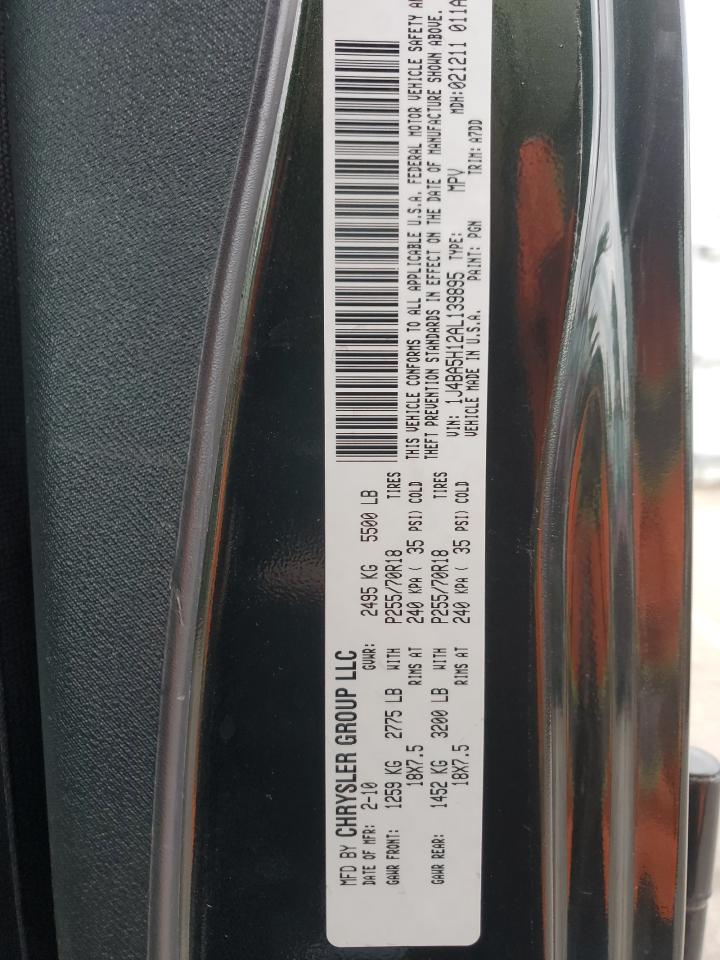 MFD BY CHRYSLER GROUP LLC
DATE OF MFR: 2-10 GVWR: 2495 KG 5500 LB
GAWR FRONT: 1259 KG 2775 LB WITH P255/70R18 TIRES
18X7.5 RIMS AT 240 KPA ( 35 PSI) COLD
GAWR REAR: 1452 KG 3200 LB WITH P255/70R18 TIRES
18X7.5 RIMS AT 240 KPA ( 35 PSI) COLD
THIS VEHICLE CONFORMS TO ALL APPLICABLE U.S.A. FEDERAL MOTOR VEHICLE SAFETY
THEFT PREVENTION STANDARDS IN EFFECT ON THE DATE OF MANUFACTURE SHOWN ABOVE.
VIN: 1J4BA5H12AL139895 TYPE: MPV MDH:021211 011A
VEHICLE MADE IN U.S.A. PAINT: PGN TRIM: A7DD